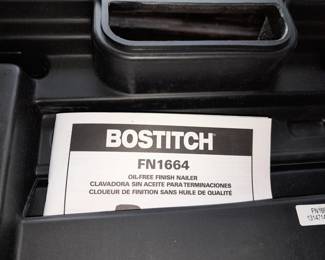 BOSTITCH®
FN1664
OIL-FREE FINISH NAILER
CLAVADORA SIN ACEITE PARA TERMINACIONES
CLOUEUR DE FINITION SANS HUILE DE QUALITÉ